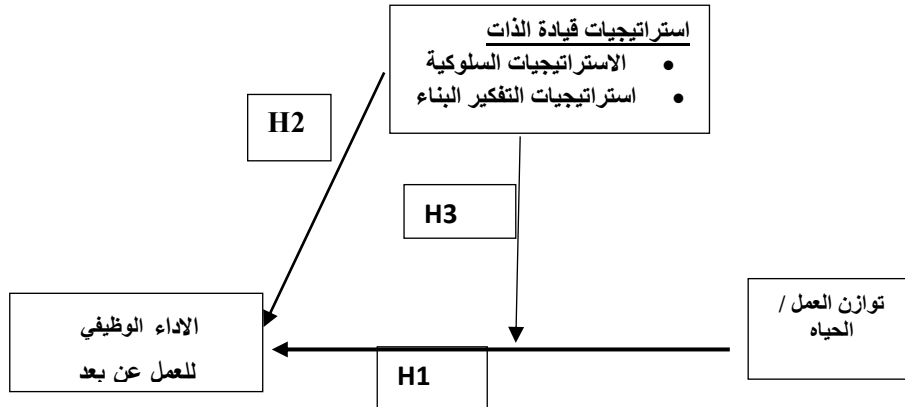 استراتيجيات قيادة الذات
• الاستراتيجيات السلوكية
• استراتيجيات التفكير البناء
H2
H3
توازن العمل /
الحياه
الاداء الوظيفي
للعمل عن بعد
H1